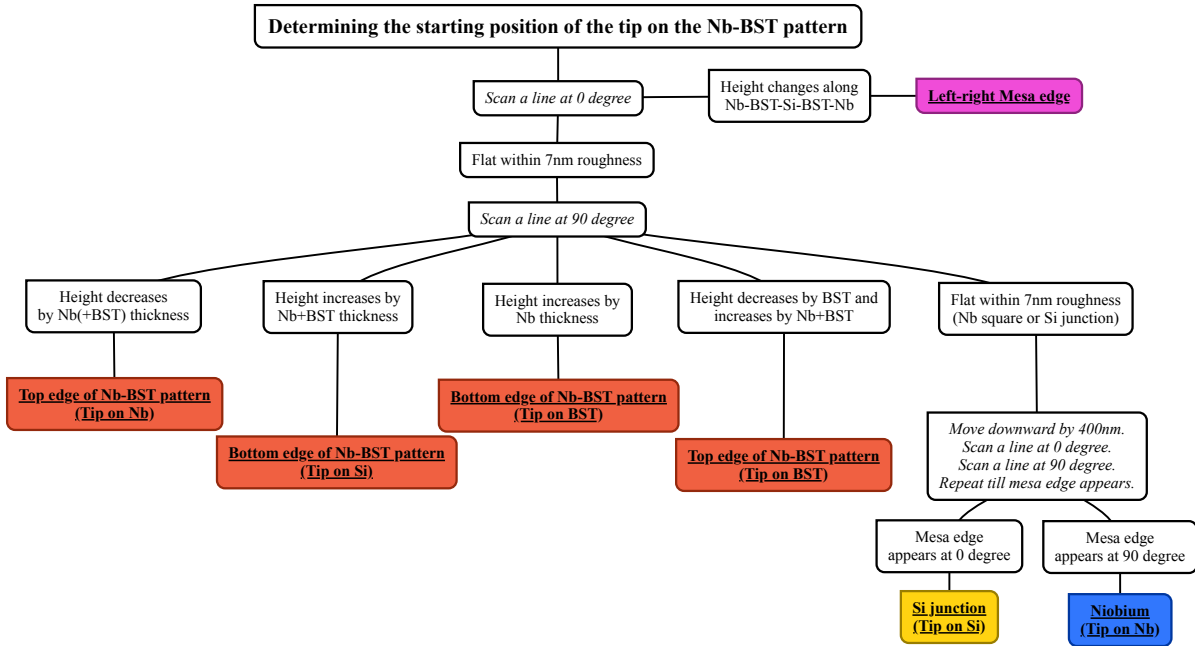 Determining the starting position of the tip on the Nb-BST pattern
Scan a line at 0 degree
Height changes along
Nb-BST-Si-BST-Nb
Left-right Mesa edge
Flat within 7nm roughness
Scan a line at 90 degree
Height decreases
by Nb(+BST) thickness
Height increases by
Nb+BST thickness
Height increases by
Nb thickness
Height decreases by BST and
increases by Nb+BST
Flat within 7nm roughness
(Nb square or Si junction)
Top edge of Nb-BST pattern
(Tip on Nb)
Bottom edge of Nb-BST pattern
(Tip on Si)
Bottom edge of Nb-BST pattern
(Tip on BST)
Top edge of Nb-BST pattern
(Tip on BST)
Move downward by 400nm.
Scan a line at 0 degree.
Scan a line at 90 degree.
Repeat till mesa edge appears.
Mesa edge
appears at 0 degree
Mesa edge
appears at 90 degree
Si junction
(Tip on Si)
Niobium
(Tip on Nb)